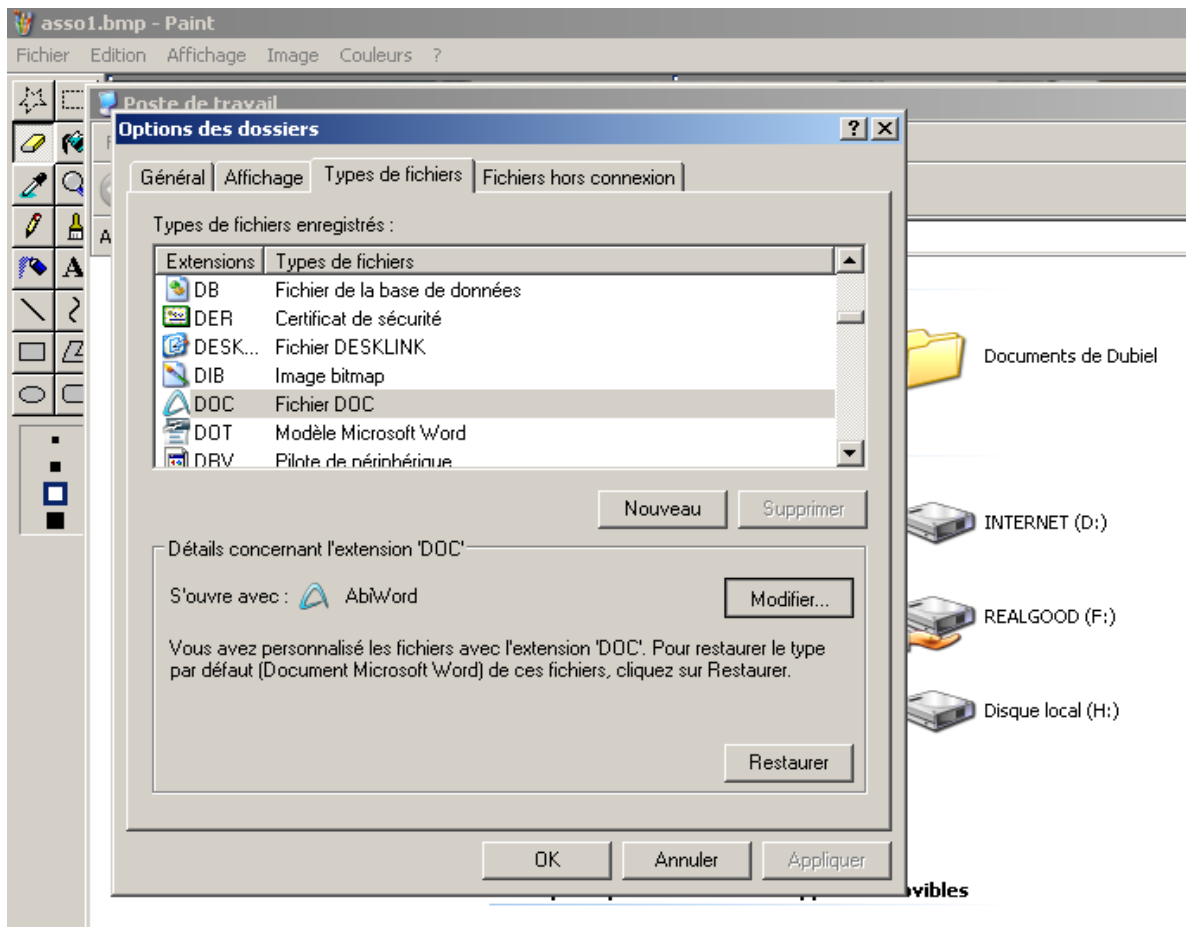 asso1.bmp - Paint
Fichier Edition Affichage Image Couleurs ?
Poste de travail
Options des dossiers
Général Affichage Types de fichiers Fichiers hors connexion
Types de fichiers enregistrés :
Extensions Types de fichiers
DB Fichier de la base de données
DER Certificat de sécurité
DESK... Fichier DESKLINK
DIB Image bitmap
DOC Fichier DOC
DOT Modèle Microsoft Word
DRV Pilote de périphérique
Nouveau Supprimer
Détails concernant l'extension 'DOC'
S'ouvre avec : AbiWord
Modifier...
Vous avez personnalisé les fichiers avec l'extension 'DOC'. Pour restaurer le type
par défaut (Document Microsoft Word) de ces fichiers, cliquez sur Restaurer.
Restaurer
OK Annuler Appliquer
Documents de Dubiel
INTERNET (D:)
REALGOOD (F:)
Disque local (H:)